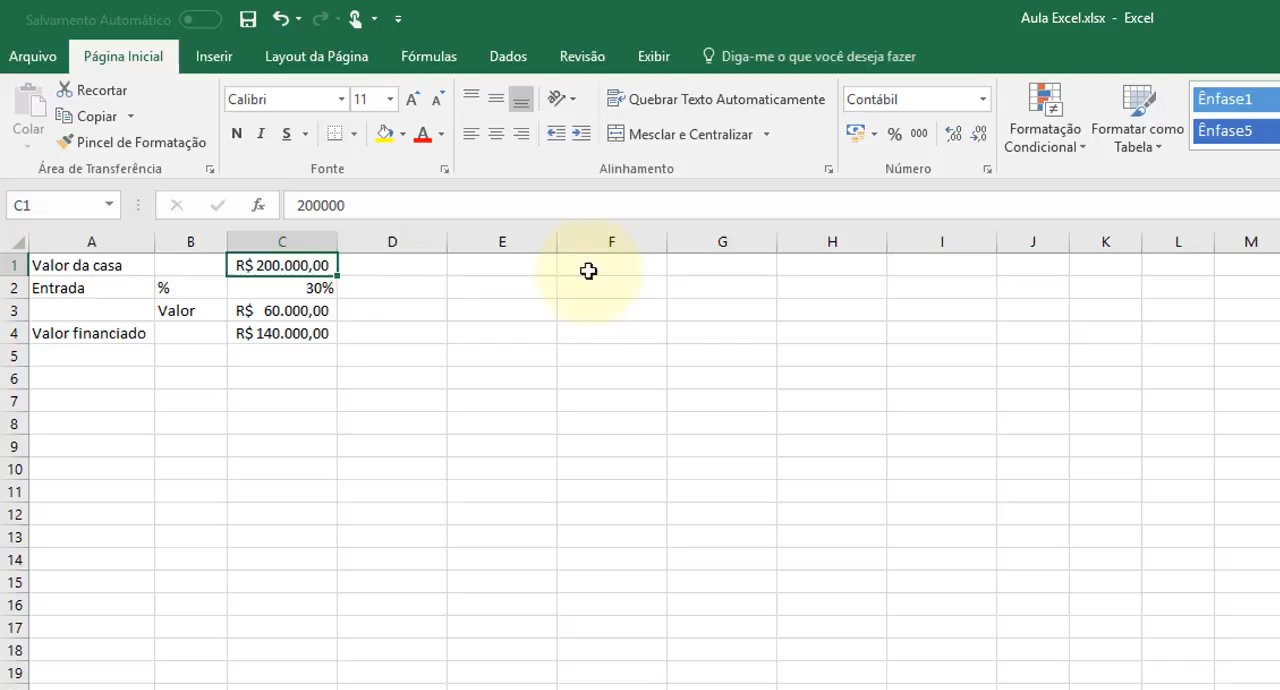 Salvamento Automático
Aula Excel.xlsx - Excel
Arquivo Página Inicial Inserir Layout da Página Fórmulas Dados Revisão Exibir Diga-me o que você deseja fazer
Colar
Recortar
Copiar
Pincel de Formatação
Área de Transferência
Calibri 11
N I S
Fonte
Quebrar Texto Automaticamente
Mesclar e Centralizar
Alinhamento
Contábil
% 000
Número
Formatação Condicional
Formatar como Tabela
Ênfase1
Ênfase5
C1 fx 200000
A B C D E F G H I J K L M
1 Valor da casa R$ 200.000,00
2 Entrada % 30%
3 Valor R$ 60.000,00
4 Valor financiado R$ 140.000,00
5
6
7
8
9
10
11
12
13
14
15
16
17
18
19